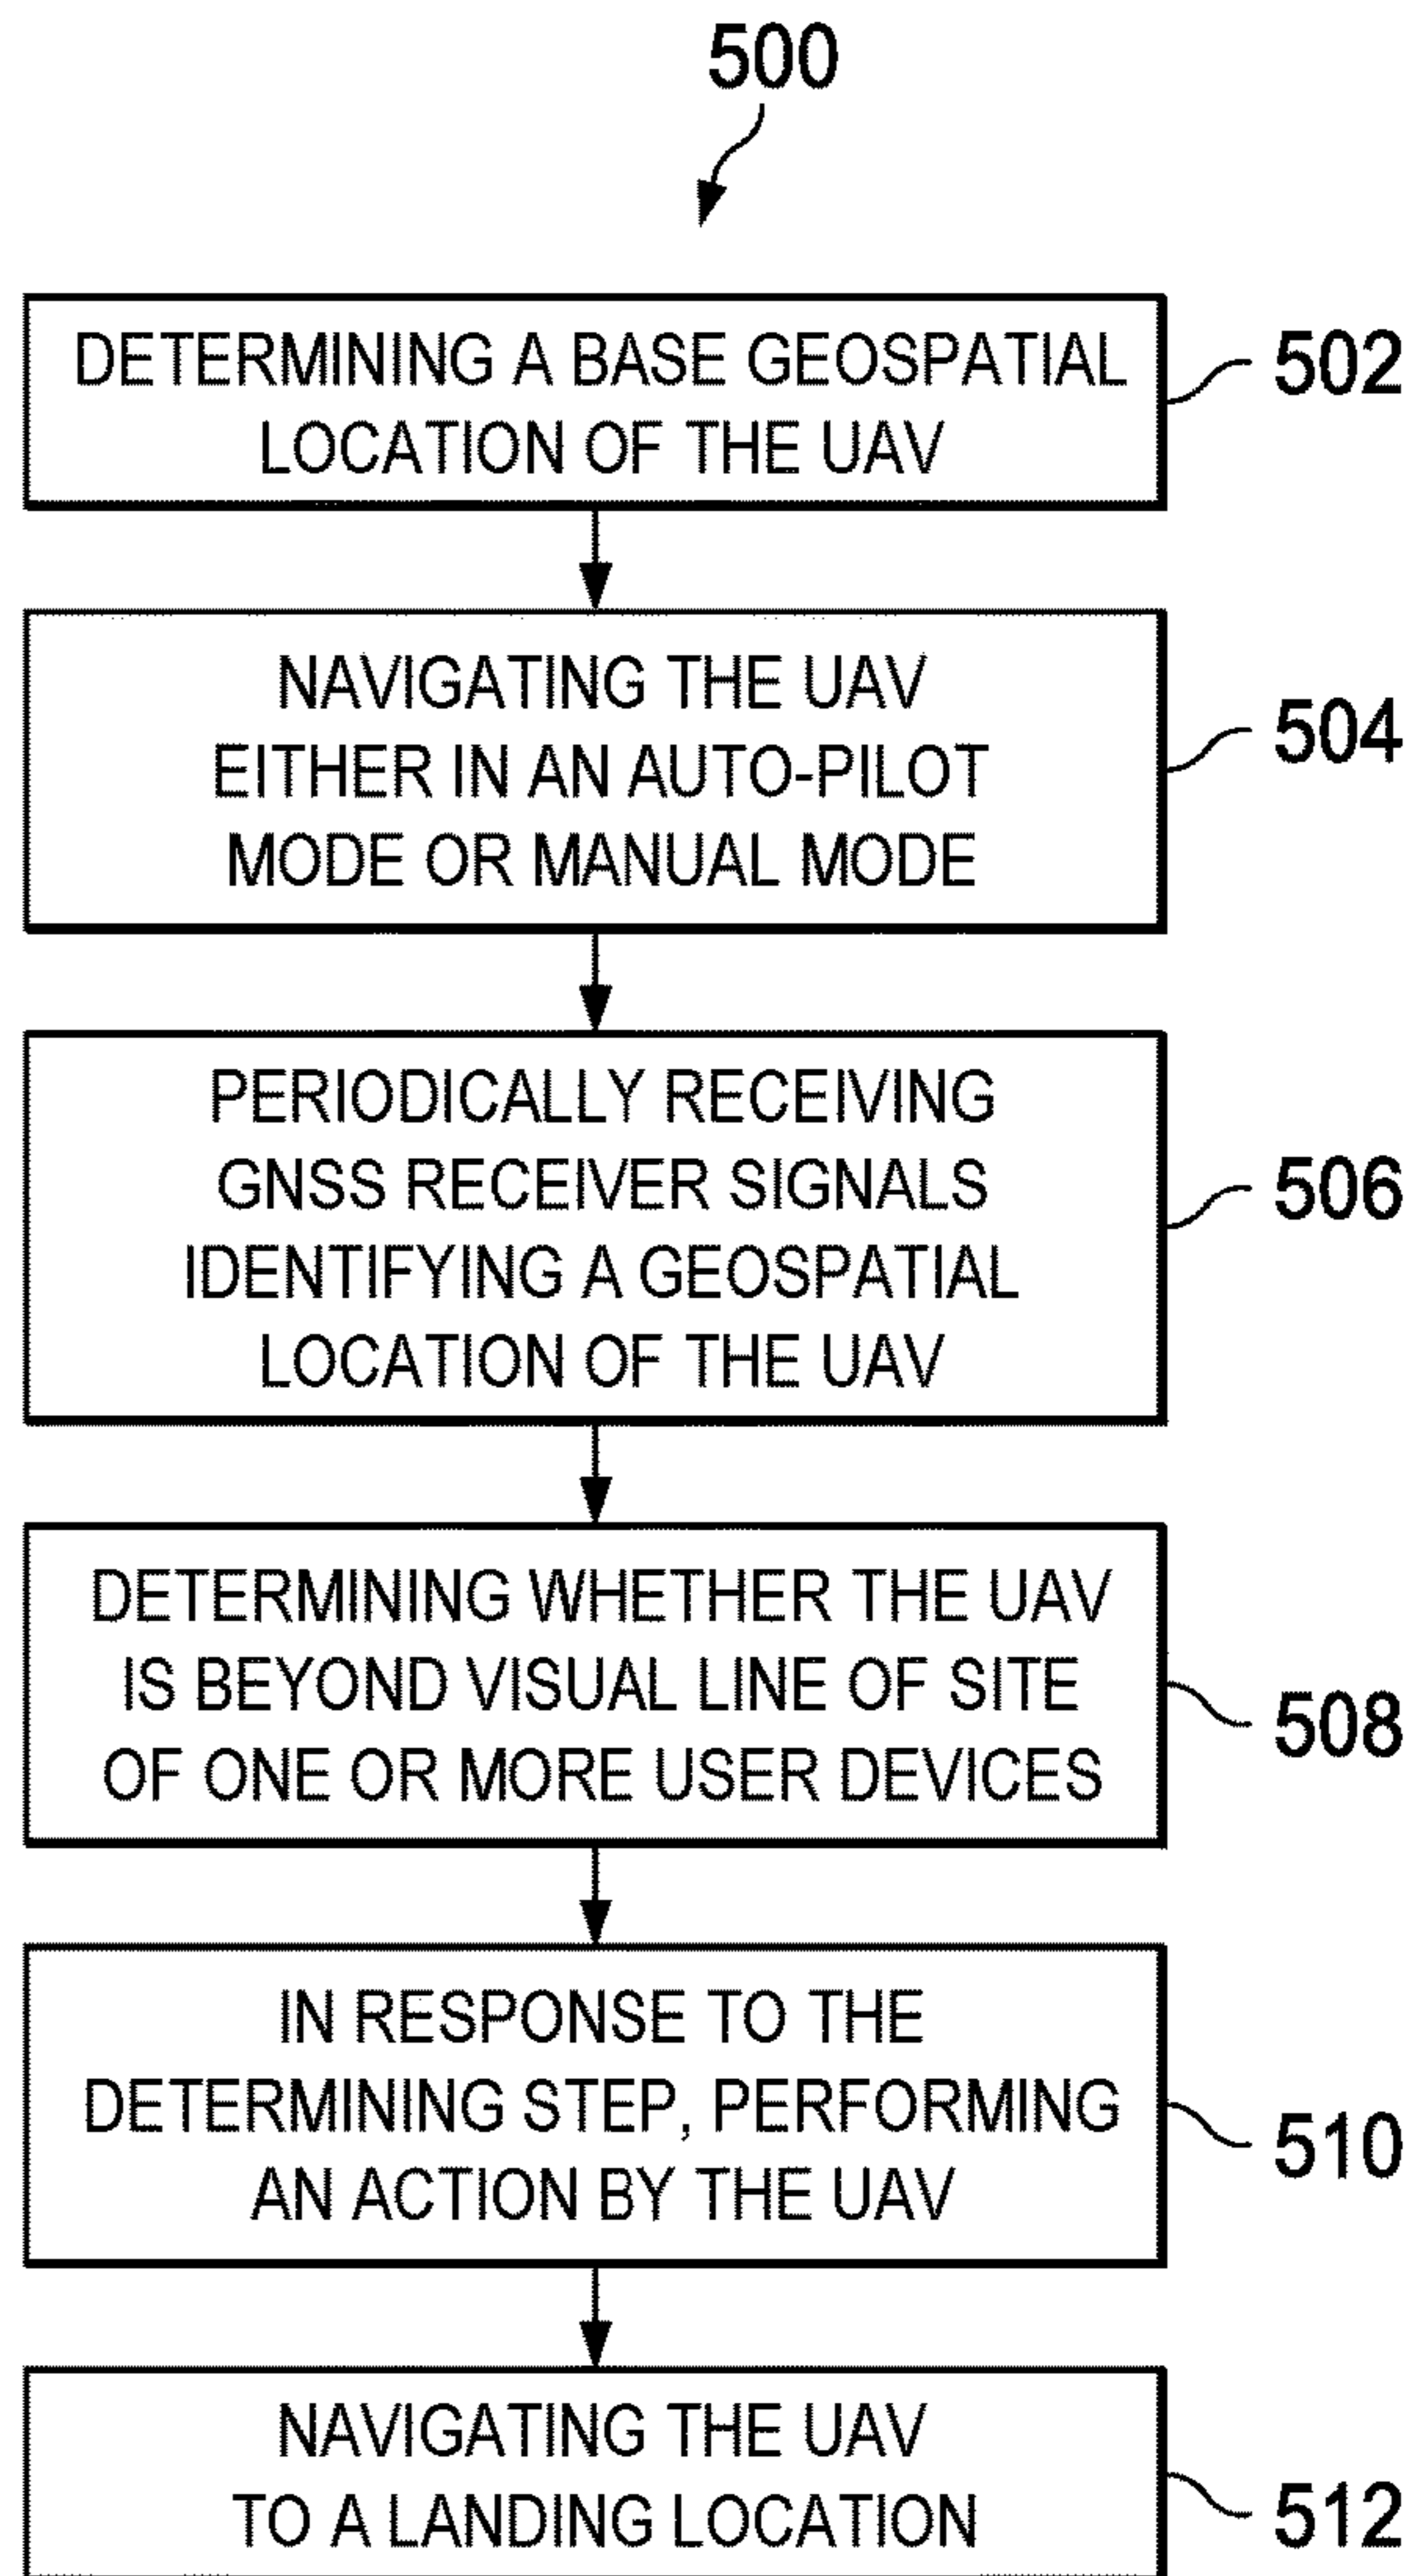 500
DETERMINING A BASE GEOSPATIAL
LOCATION OF THE UAV
502
NAVIGATING THE UAV
EITHER IN AN AUTO-PILOT
MODE OR MANUAL MODE
504
PERIODICALLY RECEIVING
GNSS RECEIVER SIGNALS
IDENTIFYING A GEOSPATIAL
LOCATION OF THE UAV
506
DETERMINING WHETHER THE UAV
IS BEYOND VISUAL LINE OF SITE
OF ONE OR MORE USER DEVICES
508
IN RESPONSE TO THE
DETERMINING STEP, PERFORMING
AN ACTION BY THE UAV
510
NAVIGATING THE UAV
TO A LANDING LOCATION
512